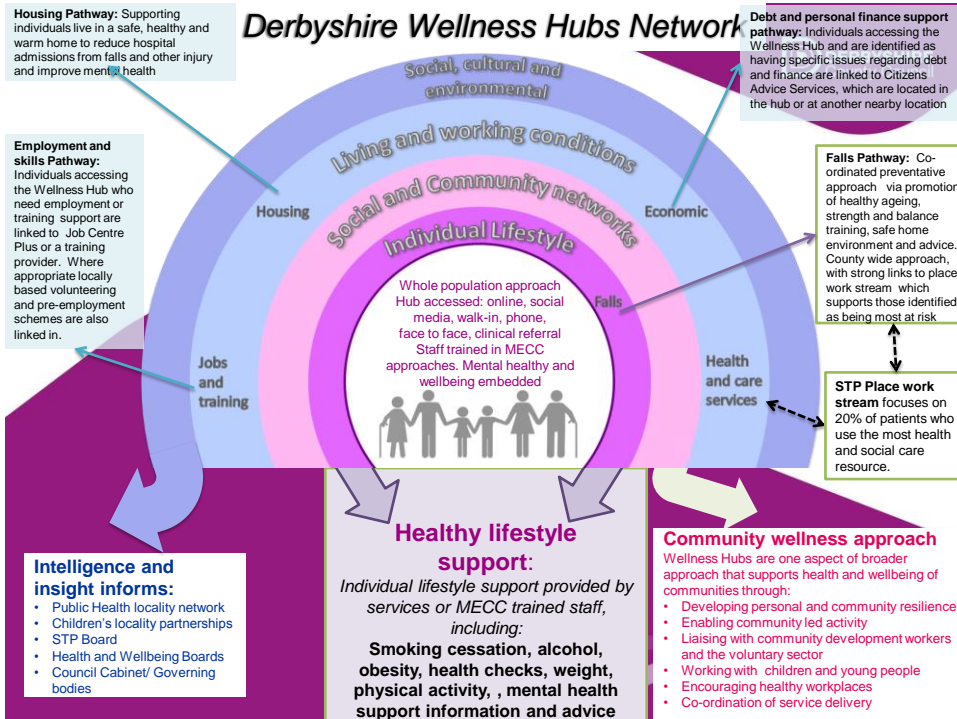 Derbyshire Wellness Hubs Network
Housing Pathway: Supporting
individuals live in a safe, healthy and
warm home to reduce hospital
admissions from falls and other injury
and improve mental health
Debt and personal finance support
pathway: Individuals accessing the
Wellness Hub and are identified as
having specific issues regarding debt
and finance are linked to Citizens
Advice Services, which are located in
the hub or at another nearby location
Employment and
skills Pathway:
Individuals accessing
the Wellness Hub who
need employment or
training support are
linked to Job Centre
Plus or a training
provider. Where
appropriate locally
based volunteering
and pre-employment
schemes are also
linked in.
Falls Pathway: Co-
ordinated preventative
approach via promotion
of healthy ageing,
strength and balance
training, safe home
environment and advice.
County wide approach,
with strong links to place
work stream which
supports those identified
as being most at risk
STP Place work
stream focuses on
20% of patients who
use the most health
and social care
resource.
Social, cultural and
environmental
Living and working conditions
Social and Community networks
Individual Lifestyle
Housing
Economic
Falls
Jobs
and
training
Health
and care
services
Whole population approach
Hub accessed: online, social
media, walk-in, phone,
face to face, clinical referral
Staff trained in MECC
approaches. Mental healthy and
wellbeing embedded
Intelligence and
insight informs:
• Public Health locality network
• Children's locality partnerships
• STP Board
• Health and Wellbeing Boards
• Council Cabinet/ Governing
bodies
Healthy lifestyle
support:
Individual lifestyle support provided by
services or MECC trained staff,
including:
Smoking cessation, alcohol,
obesity, health checks, weight,
physical activity, , mental health
support information and advice
Community wellness approach
Wellness Hubs are one aspect of broader
approach that supports health and wellbeing of
communities through:
• Developing personal and community resilience
• Enabling community led activity
• Liaising with community development workers
and the voluntary sector
• Working with children and young people
• Encouraging healthy workplaces
• Co-ordination of service delivery